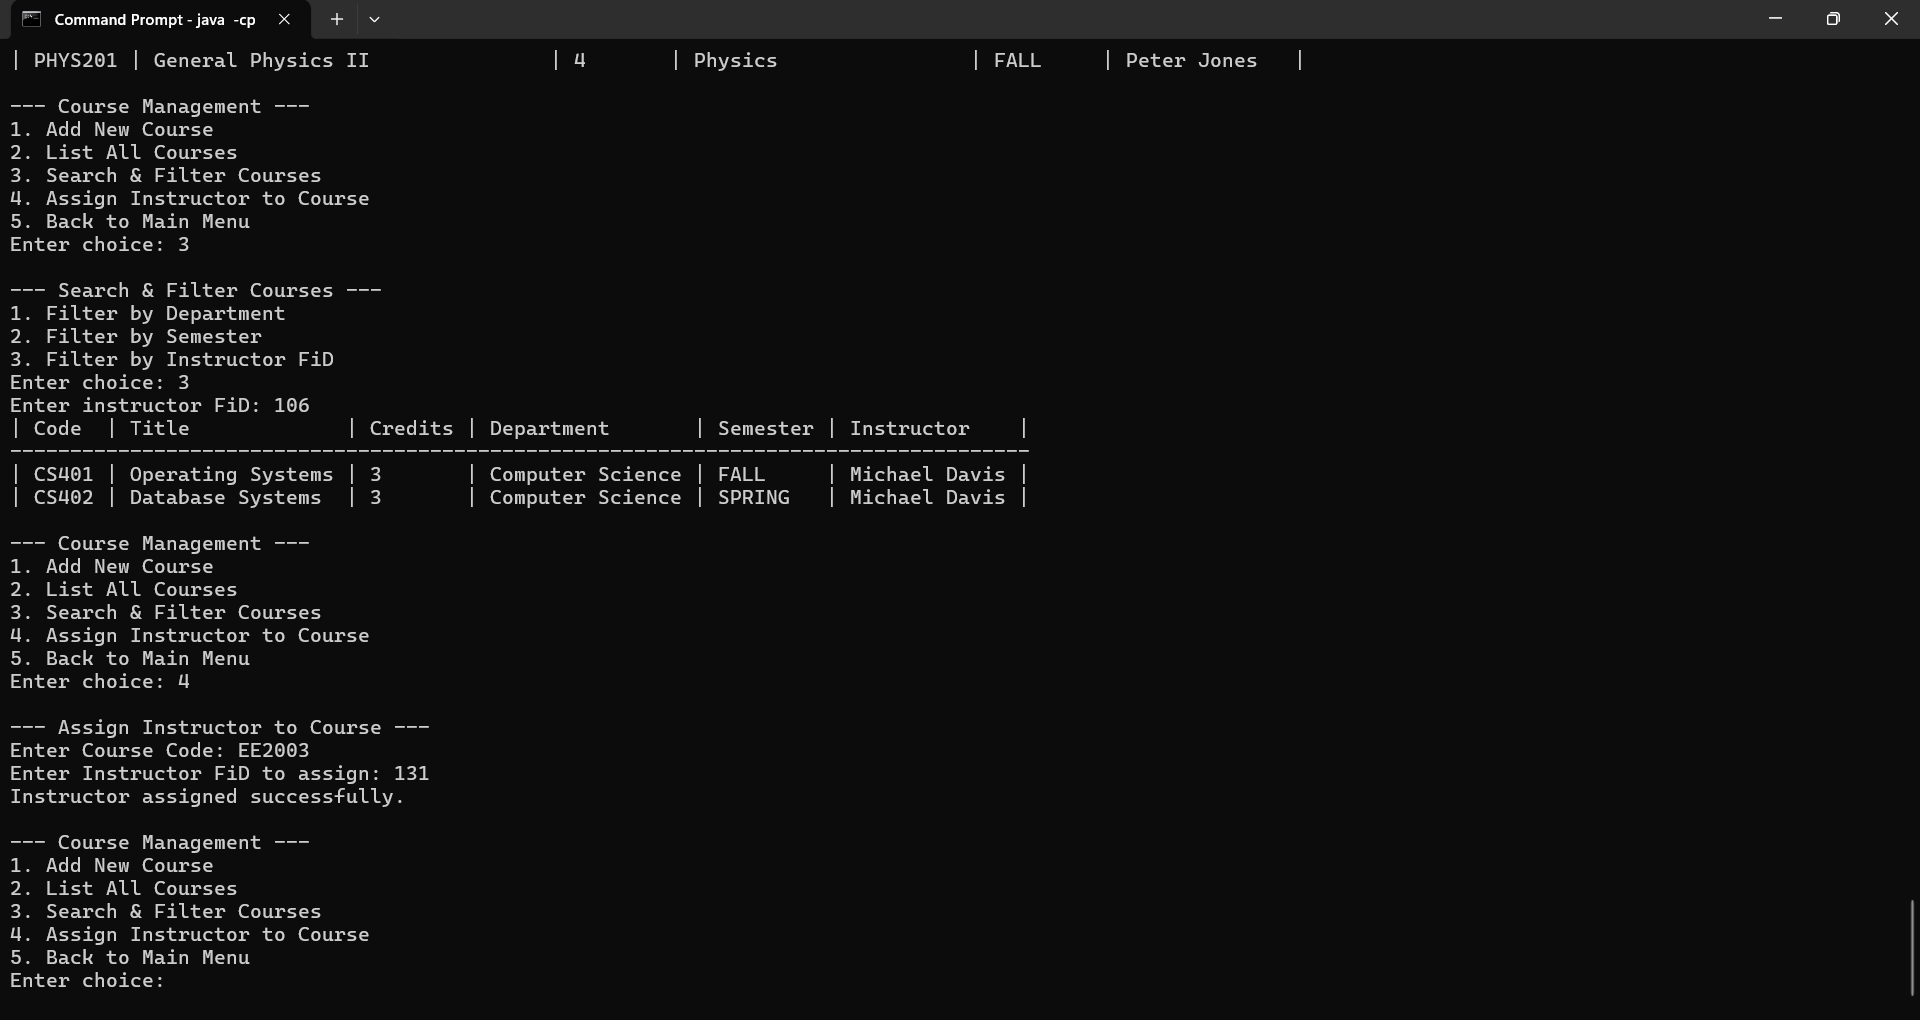 Command Prompt - java -cp
| PHYS201 | General Physics II | 4 | Physics | FALL | Peter Jones |
--- Course Management ---
1. Add New Course
2. List All Courses
3. Search & Filter Courses
4. Assign Instructor to Course
5. Back to Main Menu
Enter choice: 3
--- Search & Filter Courses ---
1. Filter by Department
2. Filter by Semester
3. Filter by Instructor FiD
Enter choice: 3
Enter instructor FiD: 106
| Code | Title | Credits | Department | Semester | Instructor |
-------------------------------------------------------------------------------------
| CS401 | Operating Systems | 3 | Computer Science | FALL | Michael Davis |
| CS402 | Database Systems | 3 | Computer Science | SPRING | Michael Davis |
--- Course Management ---
1. Add New Course
2. List All Courses
3. Search & Filter Courses
4. Assign Instructor to Course
5. Back to Main Menu
Enter choice: 4
--- Assign Instructor to Course ---
Enter Course Code: EE2003
Enter Instructor FiD to assign: 131
Instructor assigned successfully.
--- Course Management ---
1. Add New Course
2. List All Courses
3. Search & Filter Courses
4. Assign Instructor to Course
5. Back to Main Menu
Enter choice: